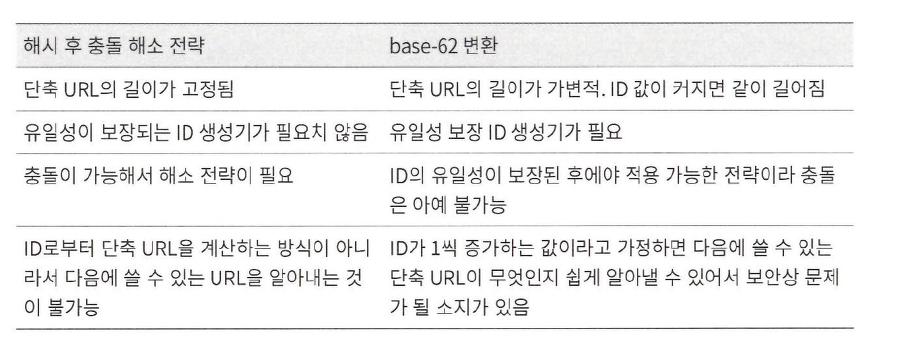 해시 후 충돌 해소 전략
base-62 변환
단축 URL의 길이가 고정됨
단축 URL의 길이가 가변적. ID 값이 커지면 같이 길어짐
유일성이 보장되는 ID 생성기가 필요치 않음
유일성 보장 ID 생성기가 필요
충돌이 가능해서 해소 전략이 필요
ID의 유일성이 보장된 후에야 적용 가능한 전략이라 충돌
은 아예 불가능
ID로부터 단축 URL을 계산하는 방식이 아니
라서 다음에 쓸 수 있는 URL을 알아내는 것
이 불가능
ID가 1씩 증가하는 값이라고 가정하면 다음에 쓸 수 있는
단축 URL이 무엇인지 쉽게 알아낼 수 있어서 보안상 문제
가 될 소지가 있음